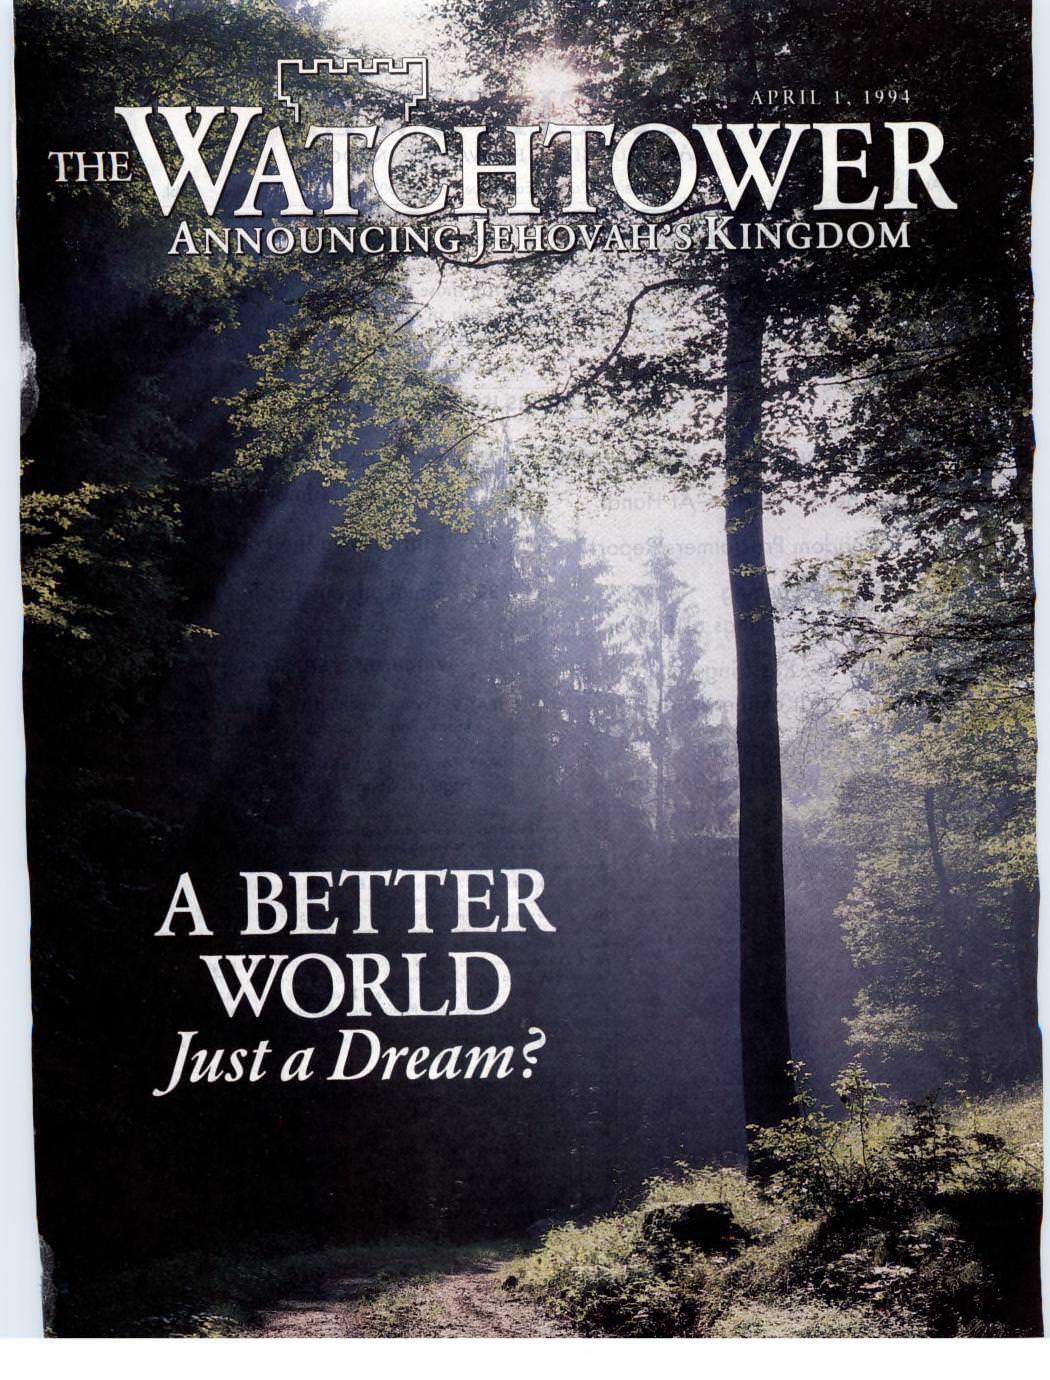 APRIL 1, 1994
THE WATCHTOWER
ANNOUNCING JEHOVAH'S KINGDOM
A BETTER
WORLD
Just a Dream?